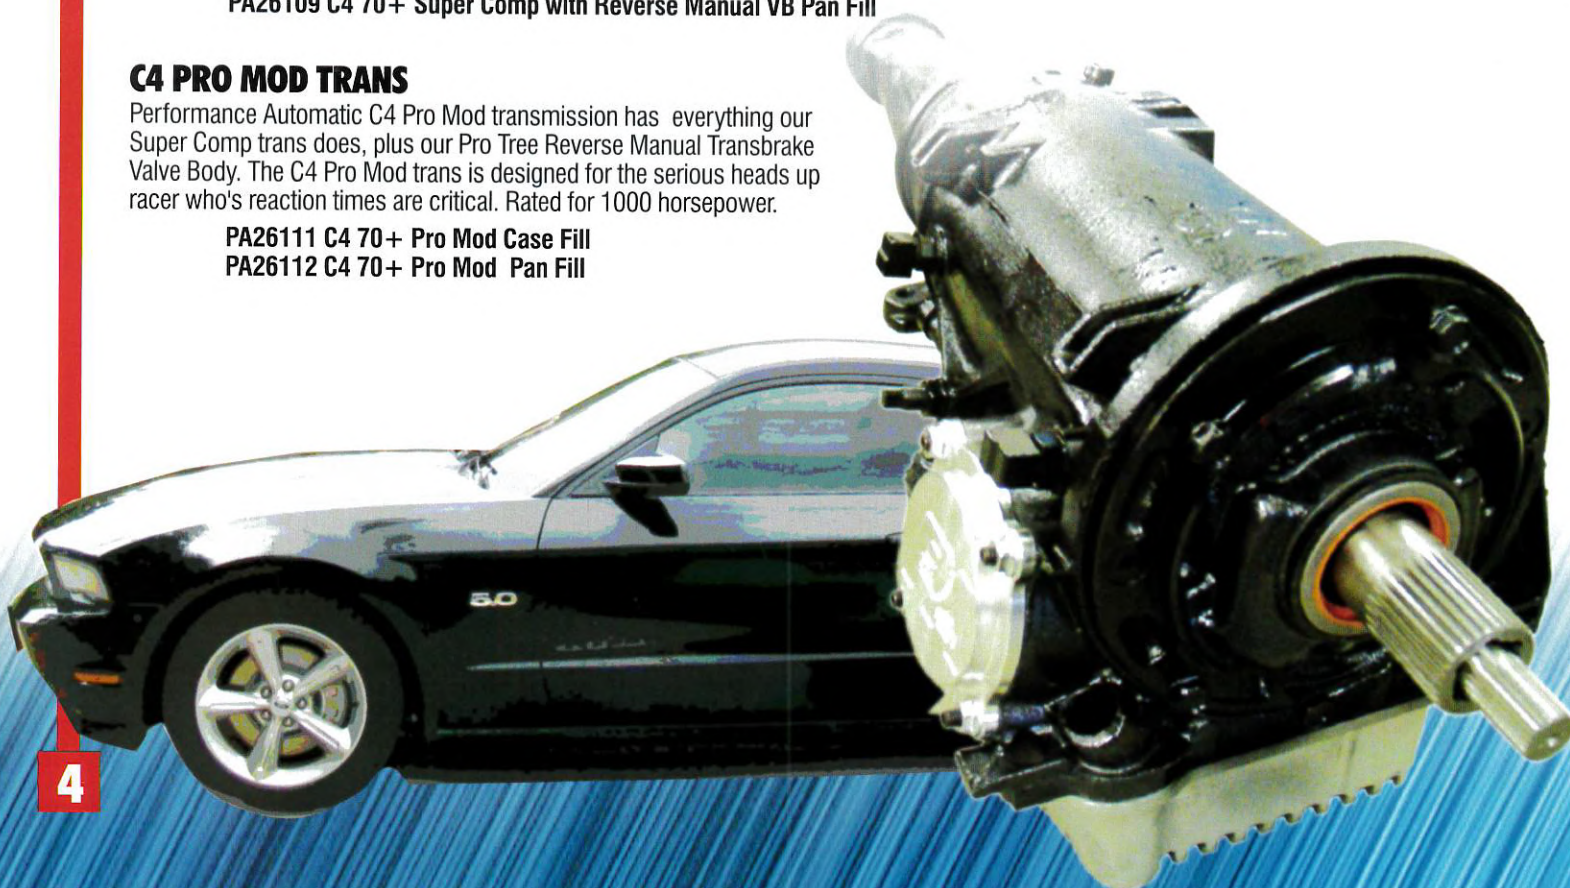 PA26109 C4 70+ Super Comp with Reverse Manual VB Pan Fill
C4 PRO MOD TRANS
Performance Automatic C4 Pro Mod transmission has  everything our
Super Comp trans does, plus our Pro Tree Reverse Manual Transbrake
Valve Body. The C4 Pro Mod trans is designed for the serious heads up
racer who's reaction times are critical. Rated for 1000 horsepower.
PA26111 C4 70+ Pro Mod Case Fill
PA26112 C4 70+ Pro Mod  Pan Fill
5.0
4